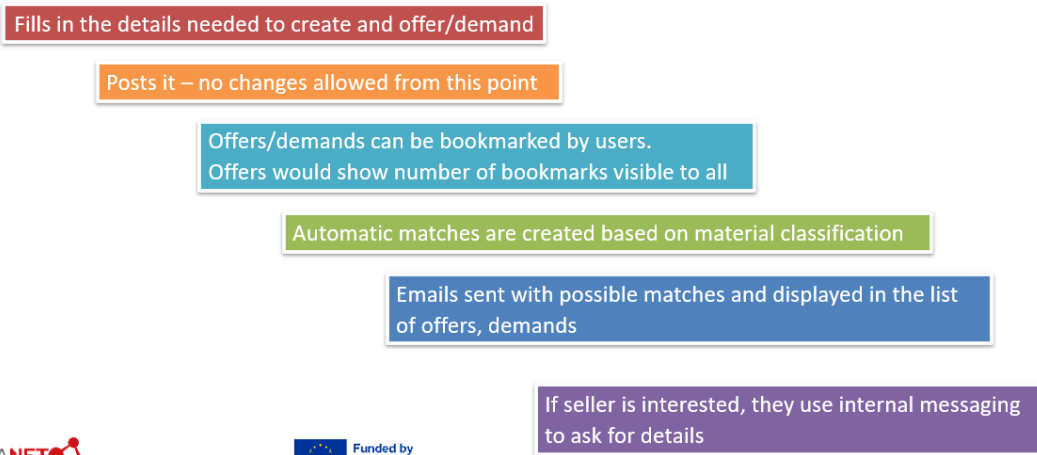 Fills in the details needed to create and offer/demand
Posts it – no changes allowed from this point
Offers/demands can be bookmarked by users.
Offers would show number of bookmarks visible to all
Automatic matches are created based on material classification
Emails sent with possible matches and displayed in the list
of offers, demands
If seller is interested, they use internal messaging
to ask for details
ANET
Funded by